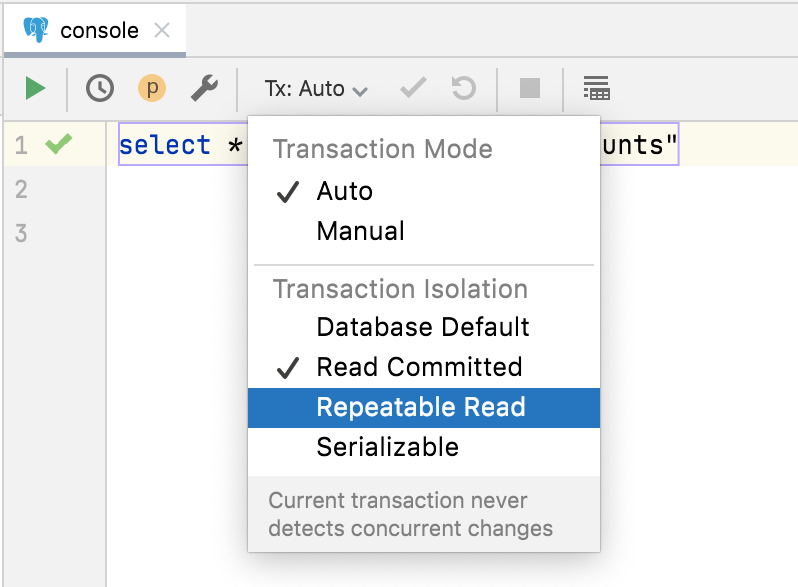 console
p
Tx: Auto
1 select * unts"
2
3
Transaction Mode
Auto
Manual
Transaction Isolation
Database Default
Read Committed
Repeatable Read
Serializable
Current transaction never
detects concurrent changes